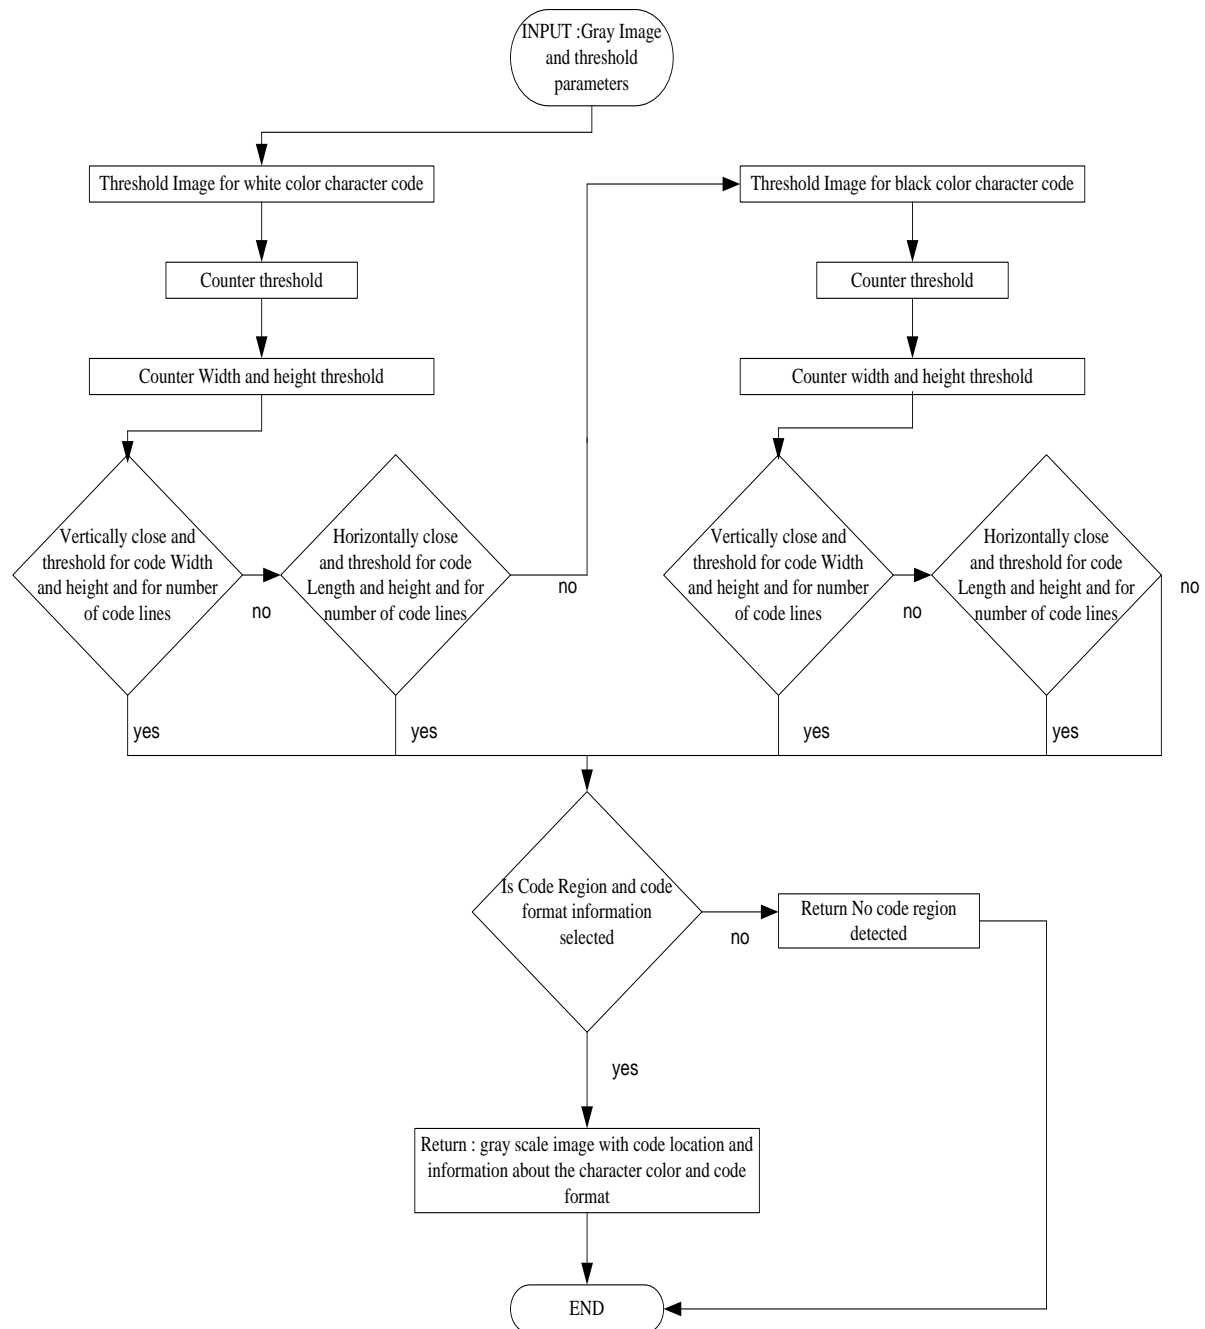 INPUT :Gray Image
and threshold
parameters
Threshold Image for white color character code
Threshold Image for black color character code
Counter threshold
Counter threshold
Counter Width and height threshold
Counter width and height threshold
Vertically close and
threshold for code Width
and height and for number
of code lines
no
Horizontally close
and threshold for code
Length and height and for
number of code lines
no
Vertically close and
threshold for code Width
and height and for number
of code lines
no
Horizontally close
and threshold for code
Length and height and for
number of code lines
no
yes
yes
yes
yes
Is Code Region and code
format information
selected
no
Return No code region
detected
yes
Return : gray scale image with code location and
information about the character color and code
format
END